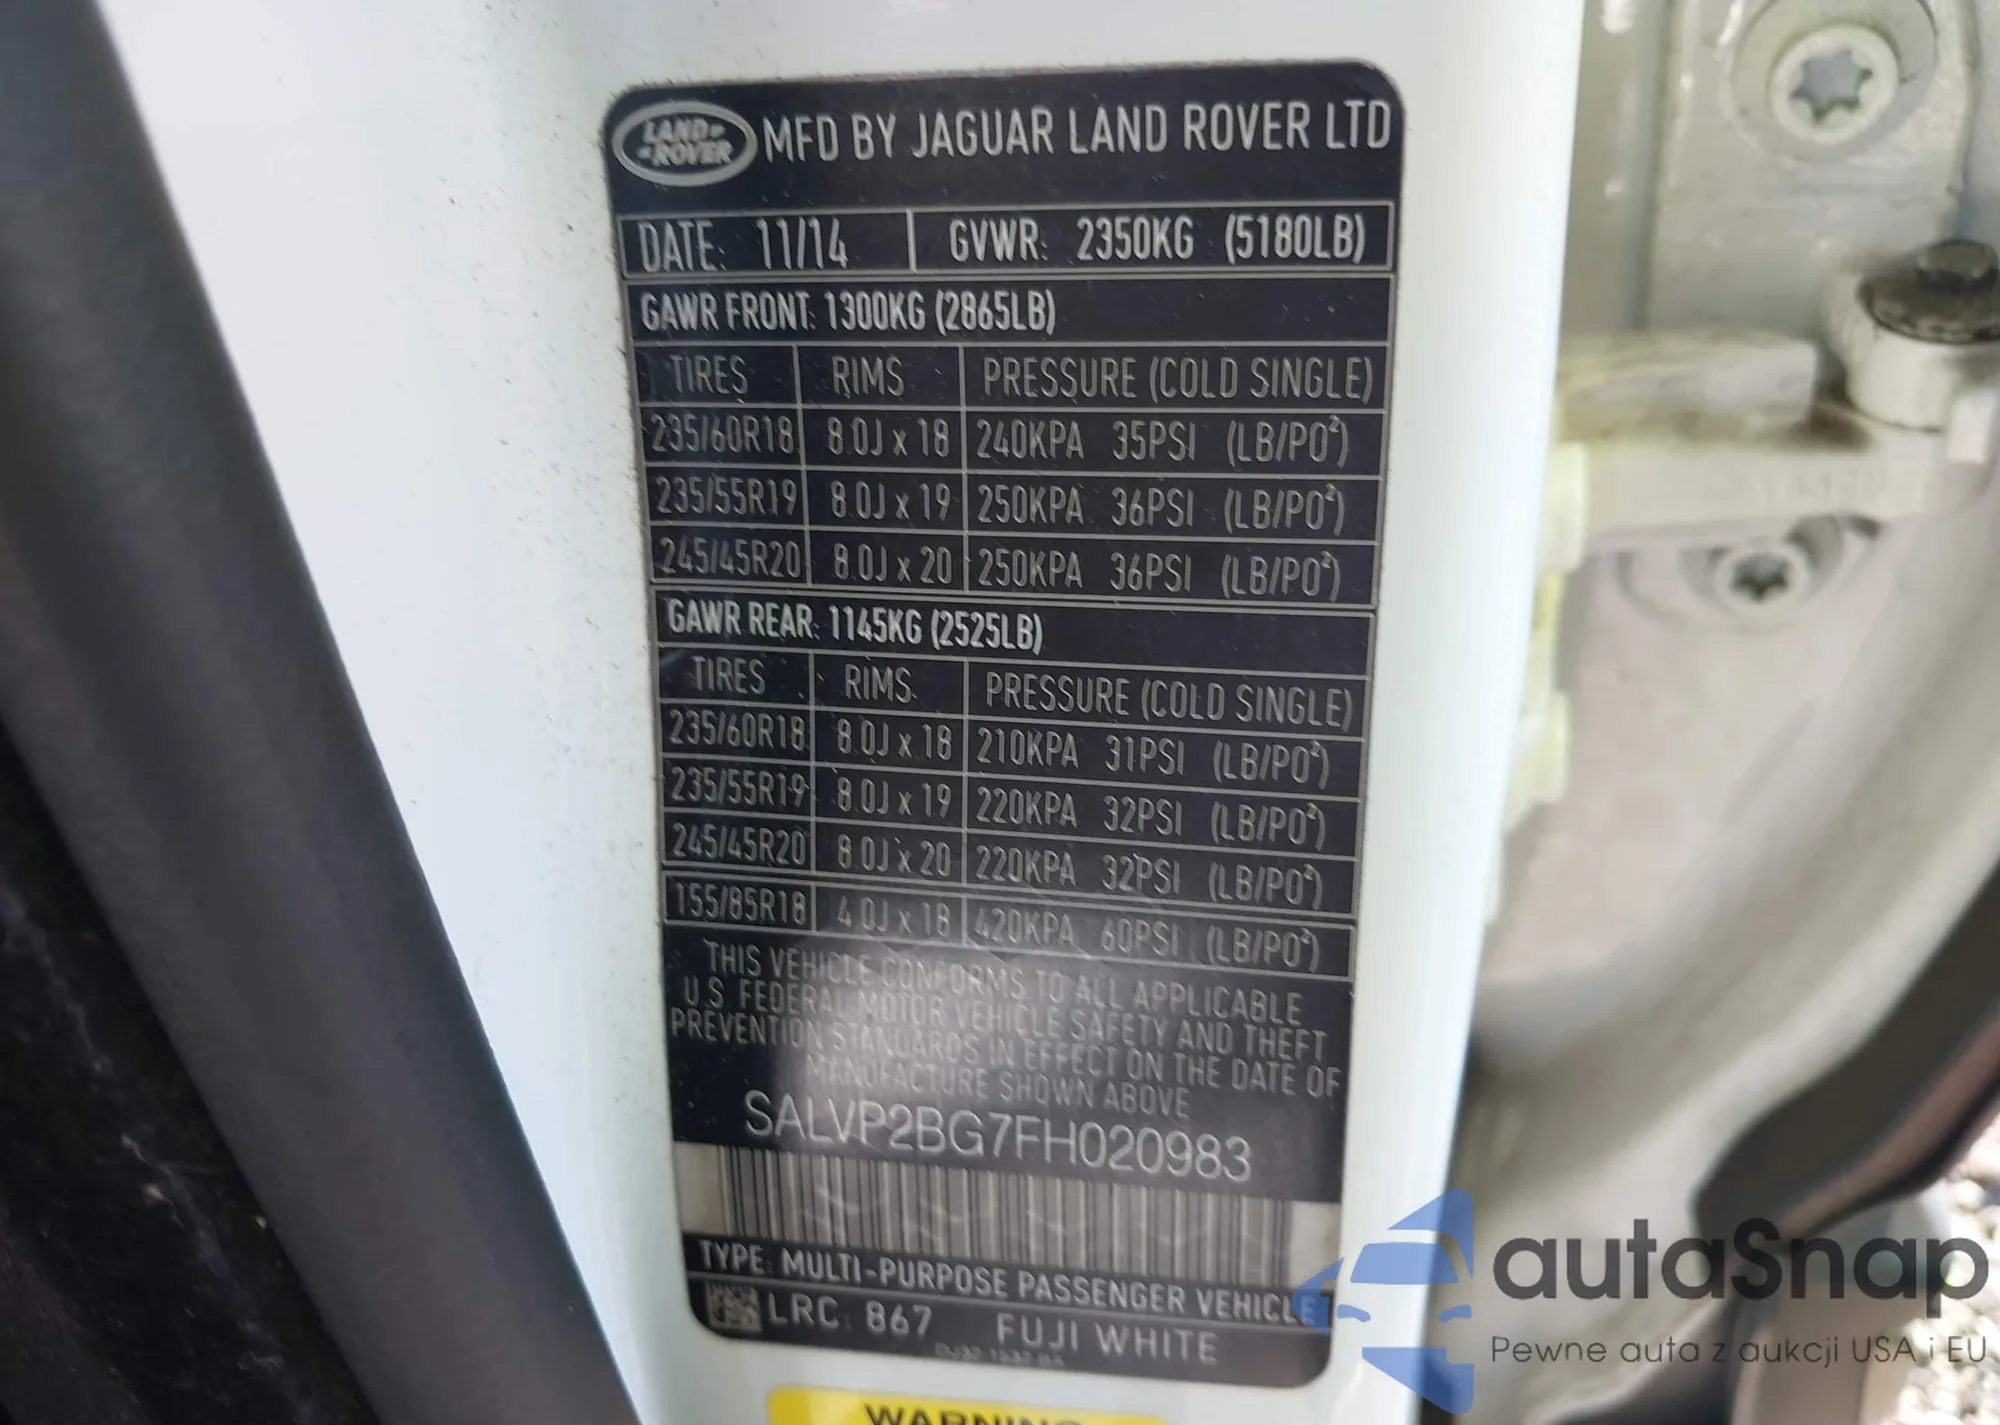 LAND ROVER MFD BY JAGUAR LAND ROVER LTD
DATE: 11/14 GVWR: 2350KG (5180LB)
GAWR FRONT: 1300KG (2865LB)
TIRES RIMS PRESSURE (COLD SINGLE)
235/60R18 8.0J x 18 240KPA 35PSI (LB/PO²)
235/55R19 8.0J x 19 250KPA 36PSI (LB/PO²)
245/45R20 8.0J x 20 250KPA 36PSI (LB/PO²)
GAWR REAR: 1145KG (2525LB)
TIRES RIMS PRESSURE (COLD SINGLE)
235/60R18 8.0J x 18 210KPA 31PSI (LB/PO²)
235/55R19 8.0J x 19 220KPA 32PSI (LB/PO²)
245/45R20 8.0J x 20 220KPA 32PSI (LB/PO²)
155/85R18 4.0J x 18 420KPA 60PSI (LB/PO²)
THIS VEHICLE CONFORMS TO ALL APPLICABLE
U.S. FEDERAL MOTOR VEHICLE SAFETY AND THEFT
PREVENTION STANDARDS IN EFFECT ON THE DATE OF
MANUFACTURE SHOWN ABOVE
SALVP2BG7FH020983
TYPE: MULTI-PURPOSE PASSENGER VEHICLE
LRC: 867 FUJI WHITE
WARNING
autaSnap
Pewne auta z aukcji USA i EU